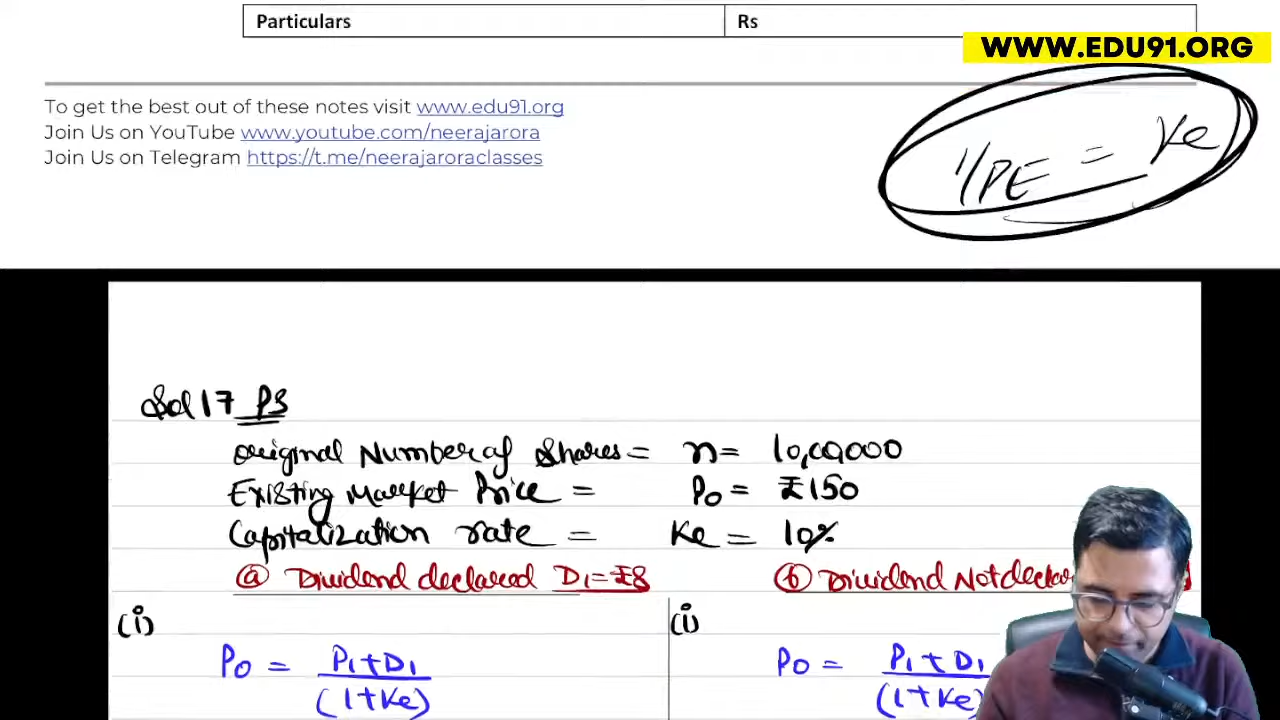 Particulars Rs
WWW.EDU91.ORG
To get the best out of these notes visit www.edu91.org
Join Us on YouTube www.youtube.com/neerajarora
Join Us on Telegram https://t.me/neerajaroraclasses
1/PE = Ke
Sol 17 PS
Original Number of Shares = n = 10,00,000
Existing Market Price = P0 = ₹150
Capitalization rate = Ke = 10%
(a) Dividend declared D1 = ₹8
(b) Dividend Not
(i)
(i)
P0 = P1 + D1
(1 + Ke)
P0 = P1 + D1
(1 + Ke)